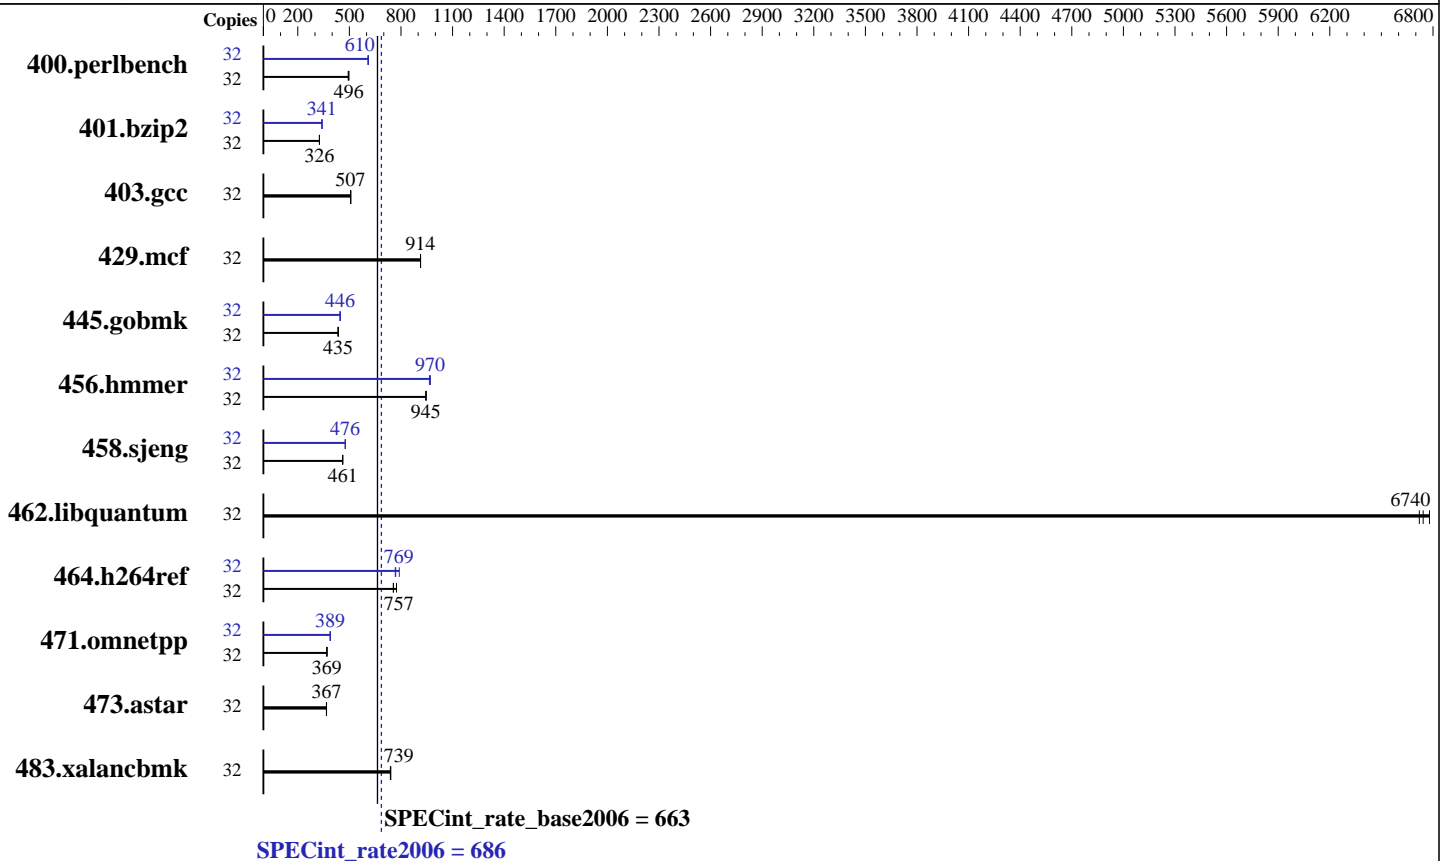 Copies 0 200 500 800 1100 1400 1700 2000 2300 2600 2900 3200 3500 3800 4100 4400 4700 5000 5300 5600 5900 6200 6800
400.perlbench 32 610
32 496
401.bzip2 32 341
32 326
403.gcc 32 507
429.mcf 32 914
445.gobmk 32 446
32 435
456.hmmer 32 970
32 945
458.sjeng 32 476
32 461
462.libquantum 32 6740
464.h264ref 32 769
32 757
471.omnetpp 32 389
32 369
473.astar 32 367
483.xalancbmk 32 739
SPECint_rate_base2006 = 663
SPECint_rate2006 = 686